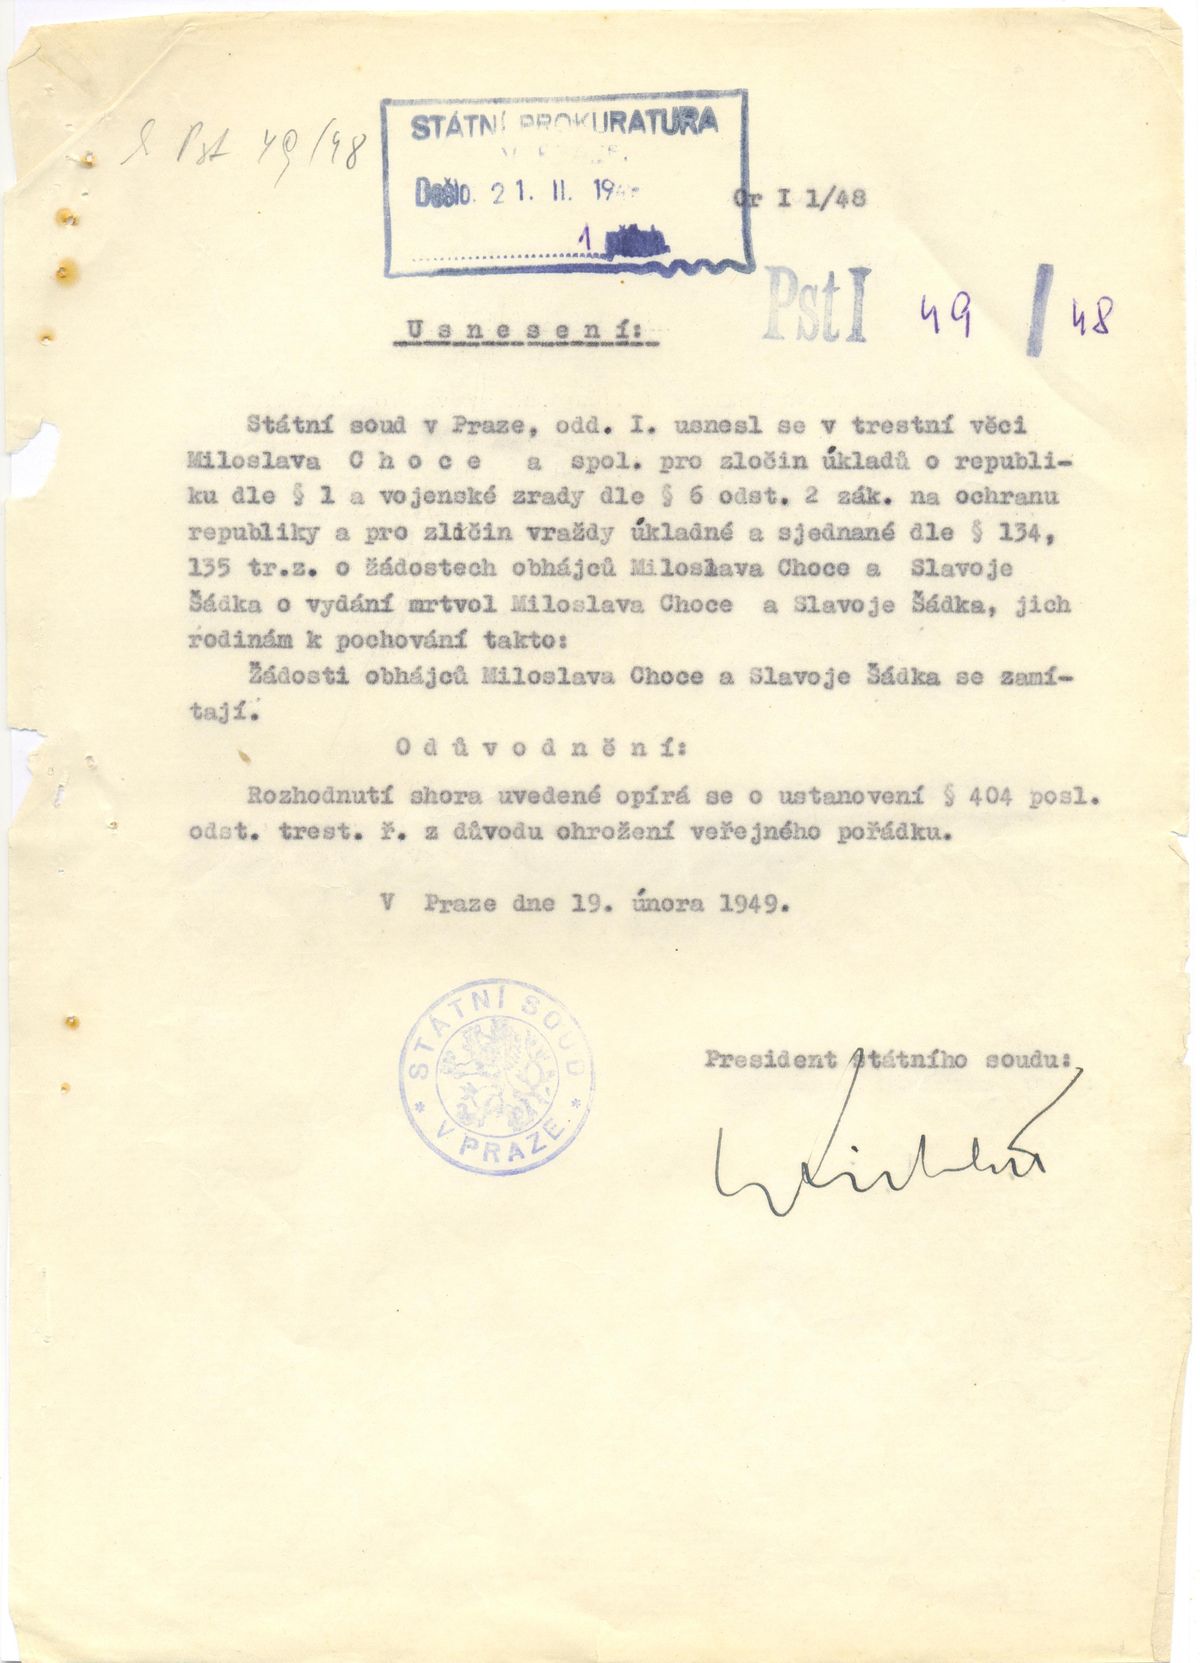 Pst 49/48
STÁTNÍ PROKURATURA
V PRAZE
Došlo 21. II. 194
1
Or I 1/48
Pst I 49 / 48
Usnesení:
Státní soud v Praze, odd. I. usnesl se v trestní věci
Miloslava Choce a spol. pro zločin úkladů o republi-
ku dle § 1 a vojenské zrady dle § 6 odst. 2 zák. na ochranu
republiky a pro zličin vraždy úkladné a sjednané dle § 134,
135 tr.z. o žádostech obhájců Miloslava Choce a Slavoje
Šádka o vydání mrtvol Miloslava Choce a Slavoje Šádka, jich
rodinám k pochování takto:
Žádosti obhájců Miloslava Choce a Slavoje Šádka se zamí-
tají.
Odůvodnění:
Rozhodnutí shora uvedené opírá se o ustanovení § 404 posl.
odst. trest. ř. z důvodu ohrožení veřejného pořádku.
V Praze dne 19. února 1949.
STÁTNÍ SOUD
* V PRAZE *
President státního soudu: